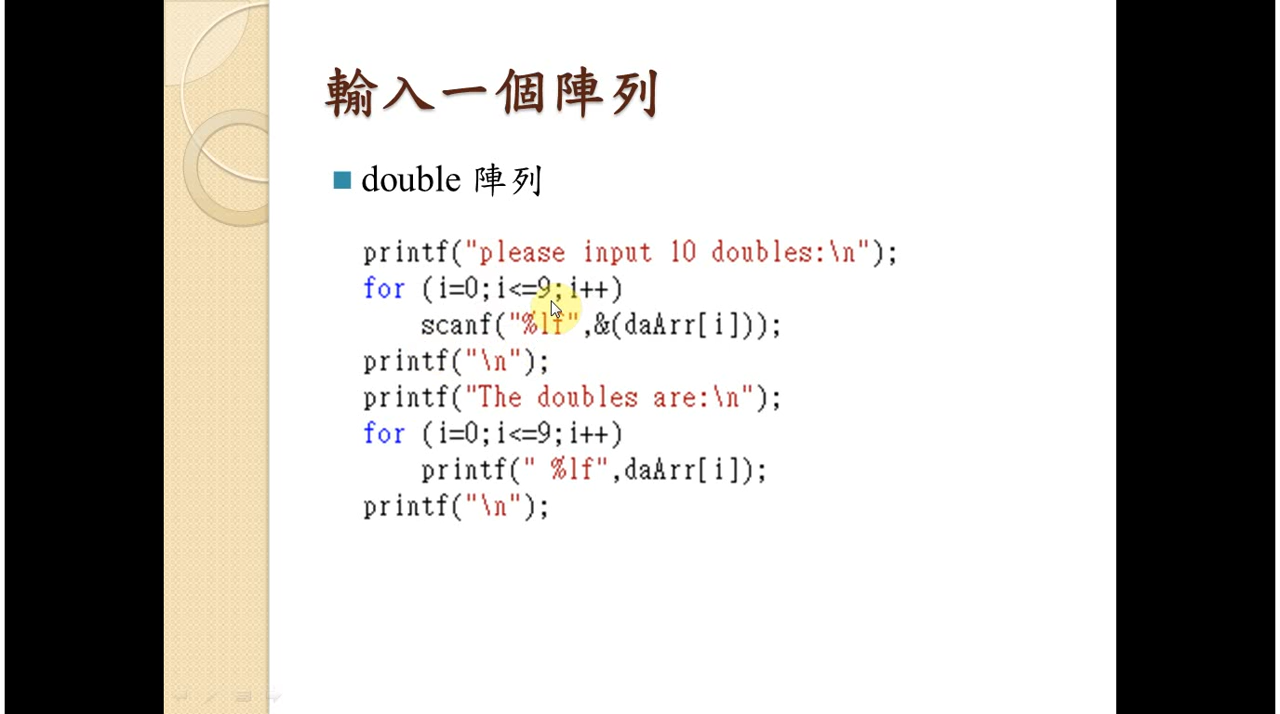 輸入一個陣列
double 陣列
printf("please input 10 doubles:\n");
for (i=0;i<=9;i++)
scanf("%lf",&(daArr[i]));
printf("\n");
printf("The doubles are:\n");
for (i=0;i<=9;i++)
printf(" %lf",daArr[i]);
printf("\n");